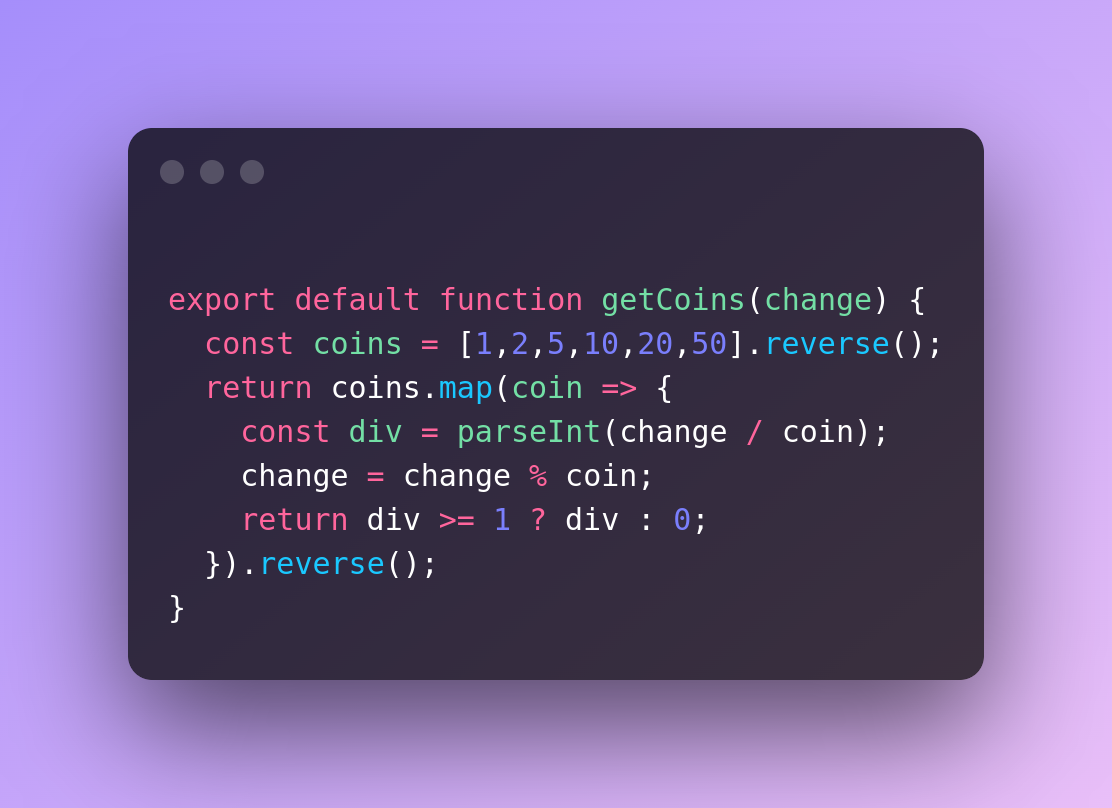 export default function getCoins(change) {
  const coins = [1,2,5,10,20,50].reverse();
  return coins.map(coin => {
    const div = parseInt(change / coin);
    change = change % coin;
    return div >= 1 ? div : 0;
  }).reverse();
}